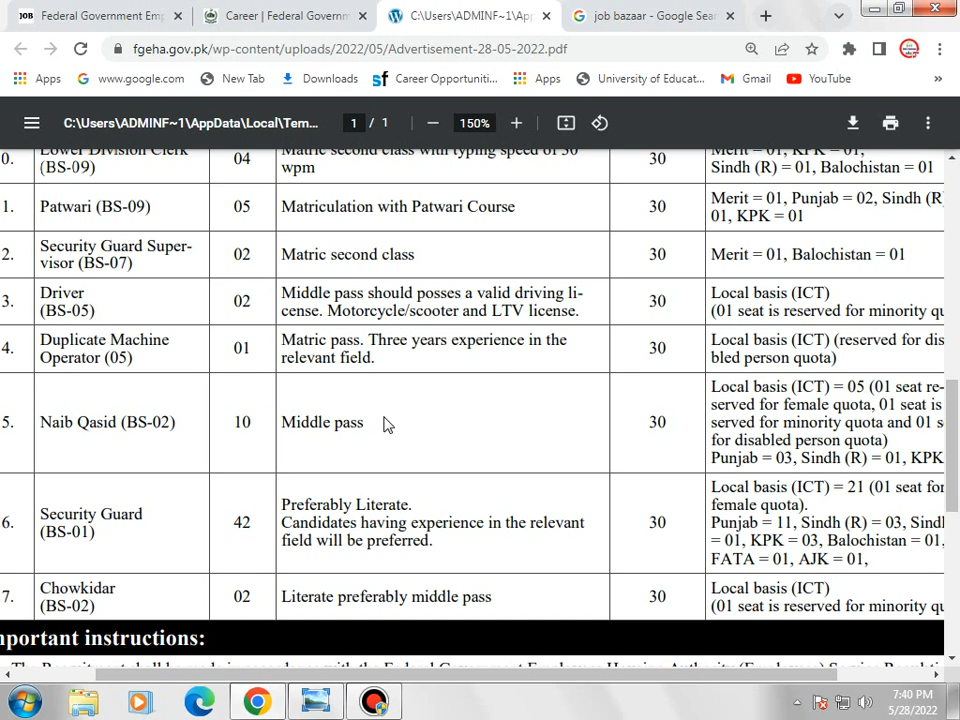 Federal Government Emp
Career | Federal Governm
C:\Users\ADMINF~1\App
job bazaar - Google Sear
fgeha.gov.pk/wp-content/uploads/2022/05/Advertisement-28-05-2022.pdf
Apps
www.google.com
New Tab
Downloads
Career Opportuniti...
Apps
University of Educat...
Gmail
YouTube
»
C:\Users\ADMINF~1\AppData\Local\Tem...
1 / 1
150%
0.
Lower Division Clerk
(BS-09)
04
Matric second class with typing speed of 30
wpm
30
Merit = 01, KPK = 01,
Sindh (R) = 01, Balochistan = 01
1.
Patwari (BS-09)
05
Matriculation with Patwari Course
30
Merit = 01, Punjab = 02, Sindh (R)
01, KPK = 01
2.
Security Guard Super-
visor (BS-07)
02
Matric second class
30
Merit = 01, Balochistan = 01
3.
Driver
(BS-05)
02
Middle pass should posses a valid driving li-
cense. Motorcycle/scooter and LTV license.
30
Local basis (ICT)
(01 seat is reserved for minority qu
4.
Duplicate Machine
Operator (05)
01
Matric pass. Three years experience in the
relevant field.
30
Local basis (ICT) (reserved for dis
bled person quota)
5.
Naib Qasid (BS-02)
10
Middle pass
30
Local basis (ICT) = 05 (01 seat re-
served for female quota, 01 seat is
served for minority quota and 01 s
for disabled person quota)
Punjab = 03, Sindh (R) = 01, KPK
6.
Security Guard
(BS-01)
42
Preferably Literate.
Candidates having experience in the relevant
field will be preferred.
30
Local basis (ICT) = 21 (01 seat for
female quota).
Punjab = 11, Sindh (R) = 03, Sindl
= 01, KPK = 03, Balochistan = 01,
FATA = 01, AJK = 01,
7.
Chowkidar
(BS-02)
02
Literate preferably middle pass
30
Local basis (ICT)
(01 seat is reserved for minority qu
mportant instructions:
7:40 PM
5/28/2022